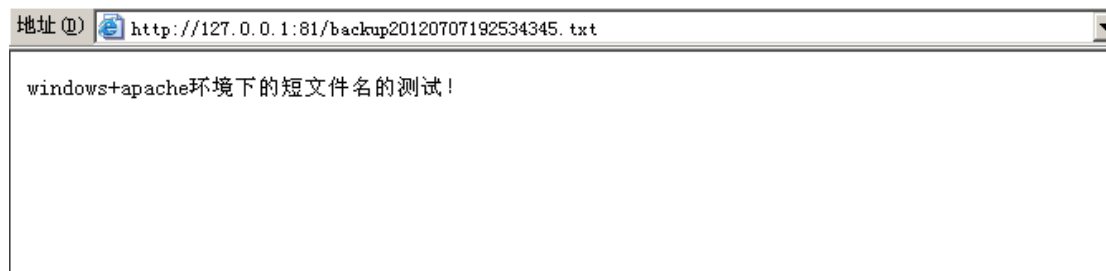 地址(D) http://127.0.0.1:81/backup20120707192534345.txt
windows+apache环境下的短文件名的测试！